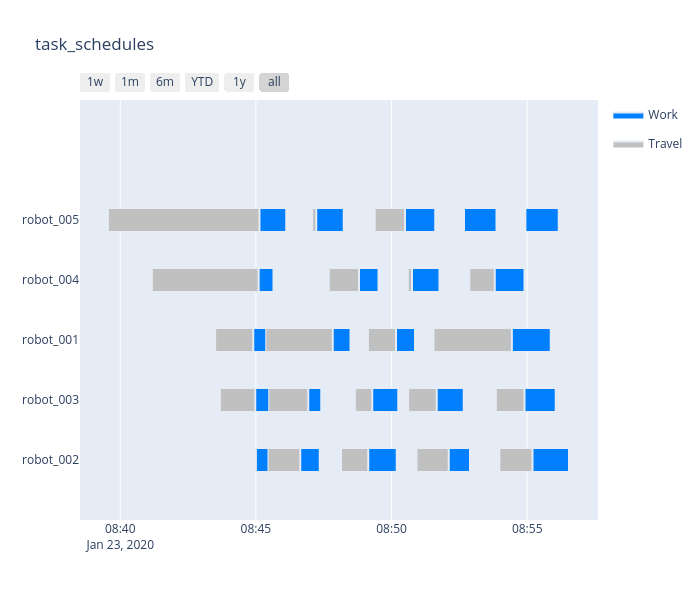 task_schedules
1w 1m 6m YTD 1y all
Work
Travel
robot_005
robot_004
robot_001
robot_003
robot_002
08:40 08:45 08:50 08:55
Jan 23, 2020